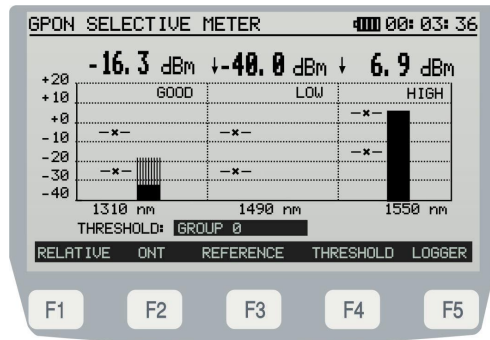 GPON SELECTIVE METER 00:03:36
-16.3 dBm ↓-40.0 dBm ↓ 6.9 dBm
+20
+10 GOOD LOW HIGH
+0
-10
-20
-30
-40
1310 nm 1490 nm 1550 nm
THRESHOLD: GROUP 0
RELATIVE ONT REFERENCE THRESHOLD LOGGER
F1 F2 F3 F4 F5